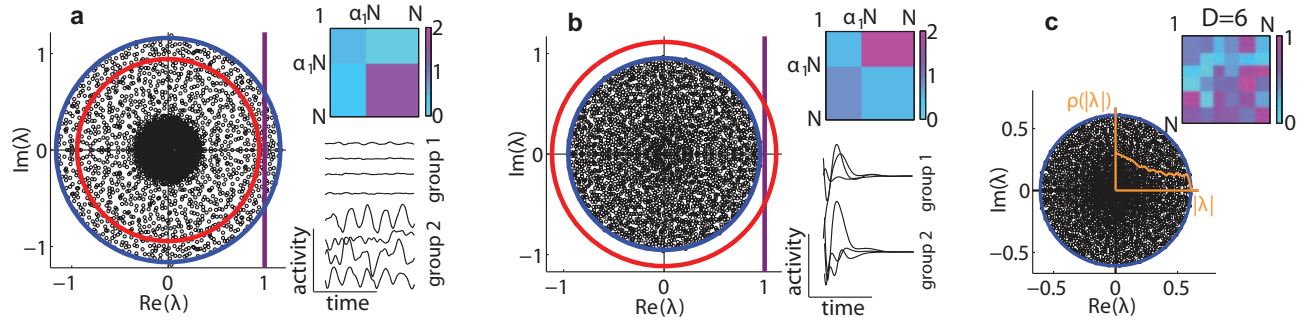 a
1 α₁N N
α₁N
N
2
1
0
Im(λ)
1
0
−1
−1 0 1
Re(λ)
group 1
group 2
activity
time
b
1 α₁N N
α₁N
N
2
1
0
Im(λ)
1
0
−1
−1 0 1
Re(λ)
group 1
group 2
activity
time
c
1 D=6 N
N
2
1
0
ρ(|λ|)
|λ|
Im(λ)
0.5
0
−0.5
−0.5 0 0.5
Re(λ)